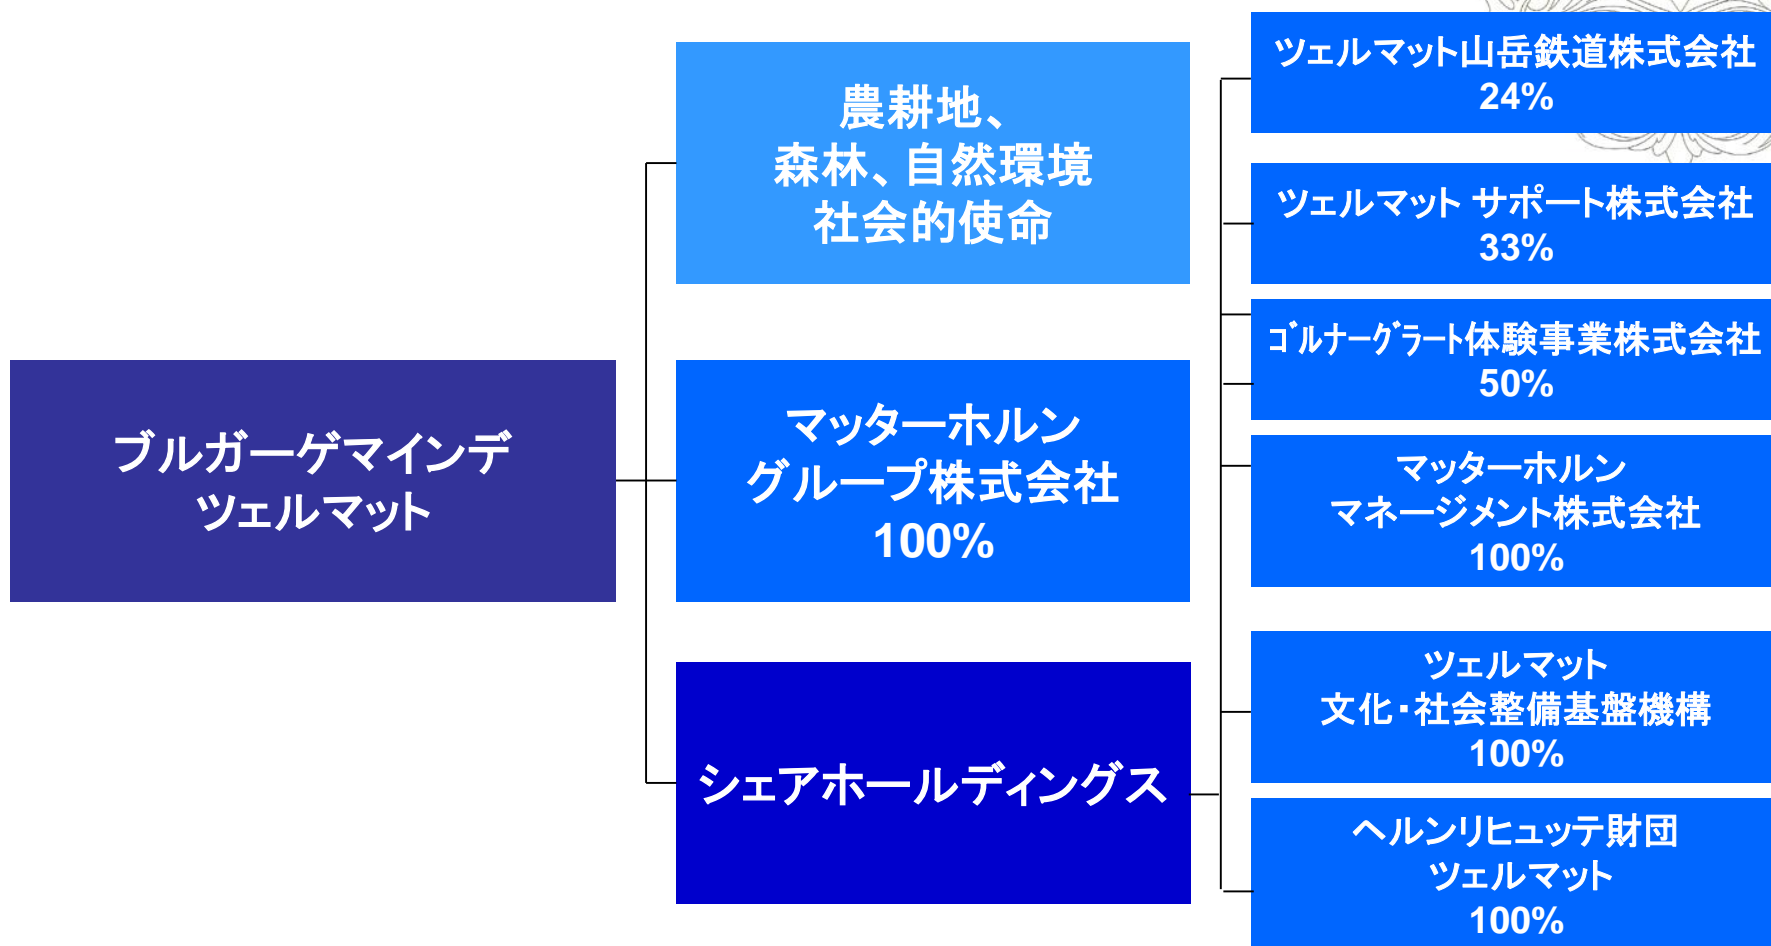 ブルガーゲマインデ
ツェルマット
農耕地、
森林、自然環境
社会的使命
マッターホルン
グループ株式会社
100%
シェアホールディングス
ツェルマット山岳鉄道株式会社
24%
ツェルマット サポート株式会社
33%
ｺﾞﾙﾅｰｸﾞﾗｰﾄ体験事業株式会社
50%
マッターホルン
マネージメント株式会社
100%
ツェルマット
文化・社会整備基盤機構
100%
ヘルンリヒュッテ財団
ツェルマット
100%